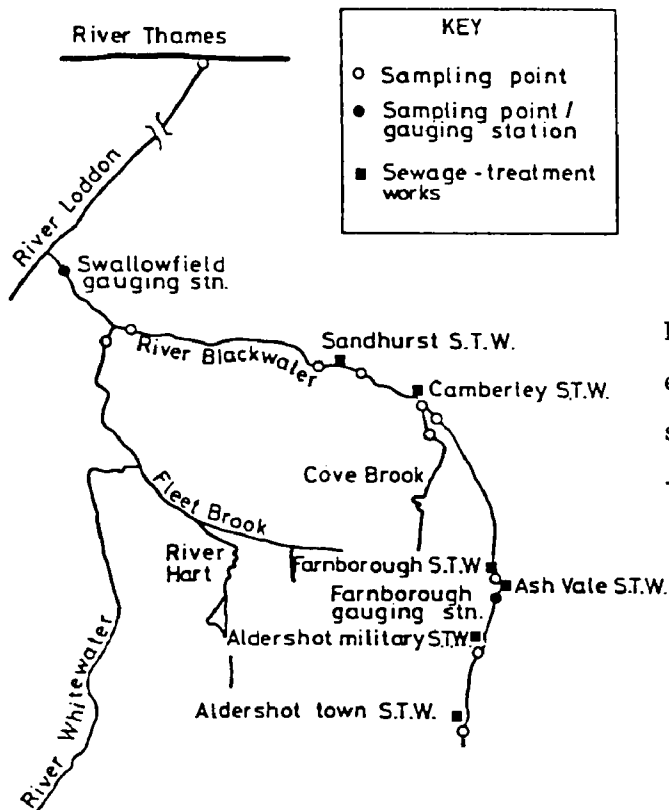 River Thames
KEY
Sampling point
Sampling point/
gauging station
Sewage-treatment
works
River Loddon
Swallowfield
gauging stn.
River Blackwater
Sandhurst S.T.W.
Camberley S.T.W.
Cove Brook
Fleet Brook
River
Hart
Farnborough S.T.W
Farnborough
gauging stn.
Ash Vale S.T.W.
Aldershot military S.T.W.
Aldershot town S.T.W.
River Whitewater